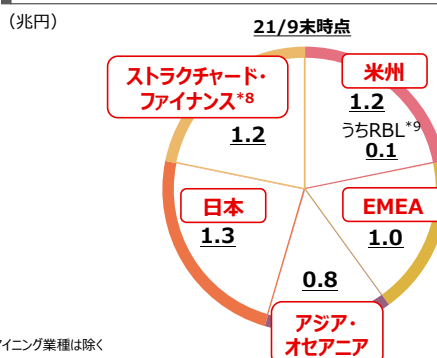 （兆円）
21/9末時点
ストラクチャード・
ファイナンス*8
1.2
米州
1.2
うちRBL*9
0.1
日本
1.3
EMEA
1.0
0.8
アジア・
オセアニア
イニング業種は除く